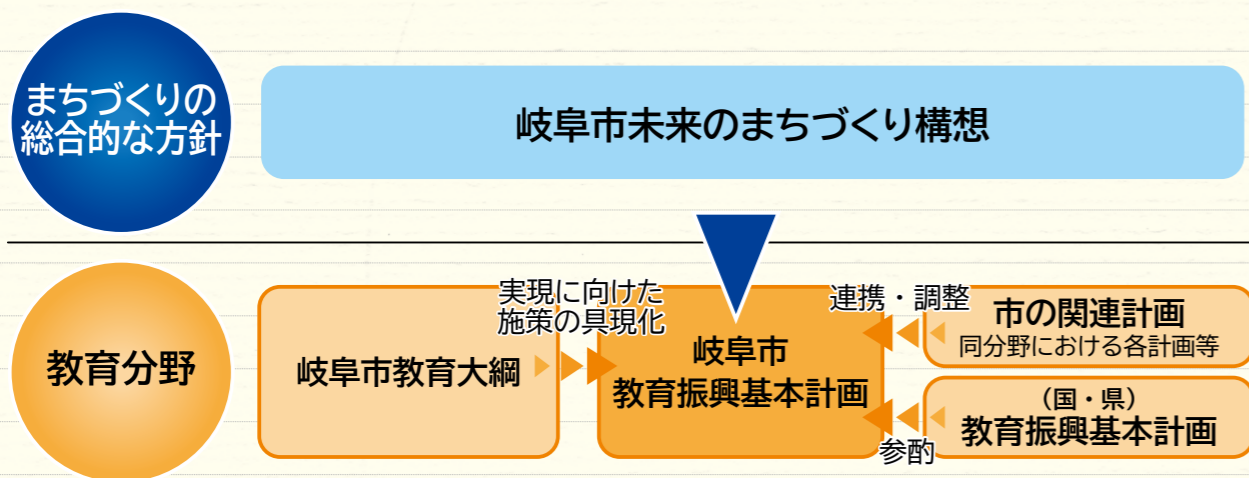 まちづくりの
総合的な方針
岐阜市未来のまちづくり構想
教育分野
岐阜市教育大綱
実現に向けた
施策の具現化
岐阜市
教育振興基本計画
連携・調整
市の関連計画
同分野における各計画等
（国・県）
教育振興基本計画
参酌